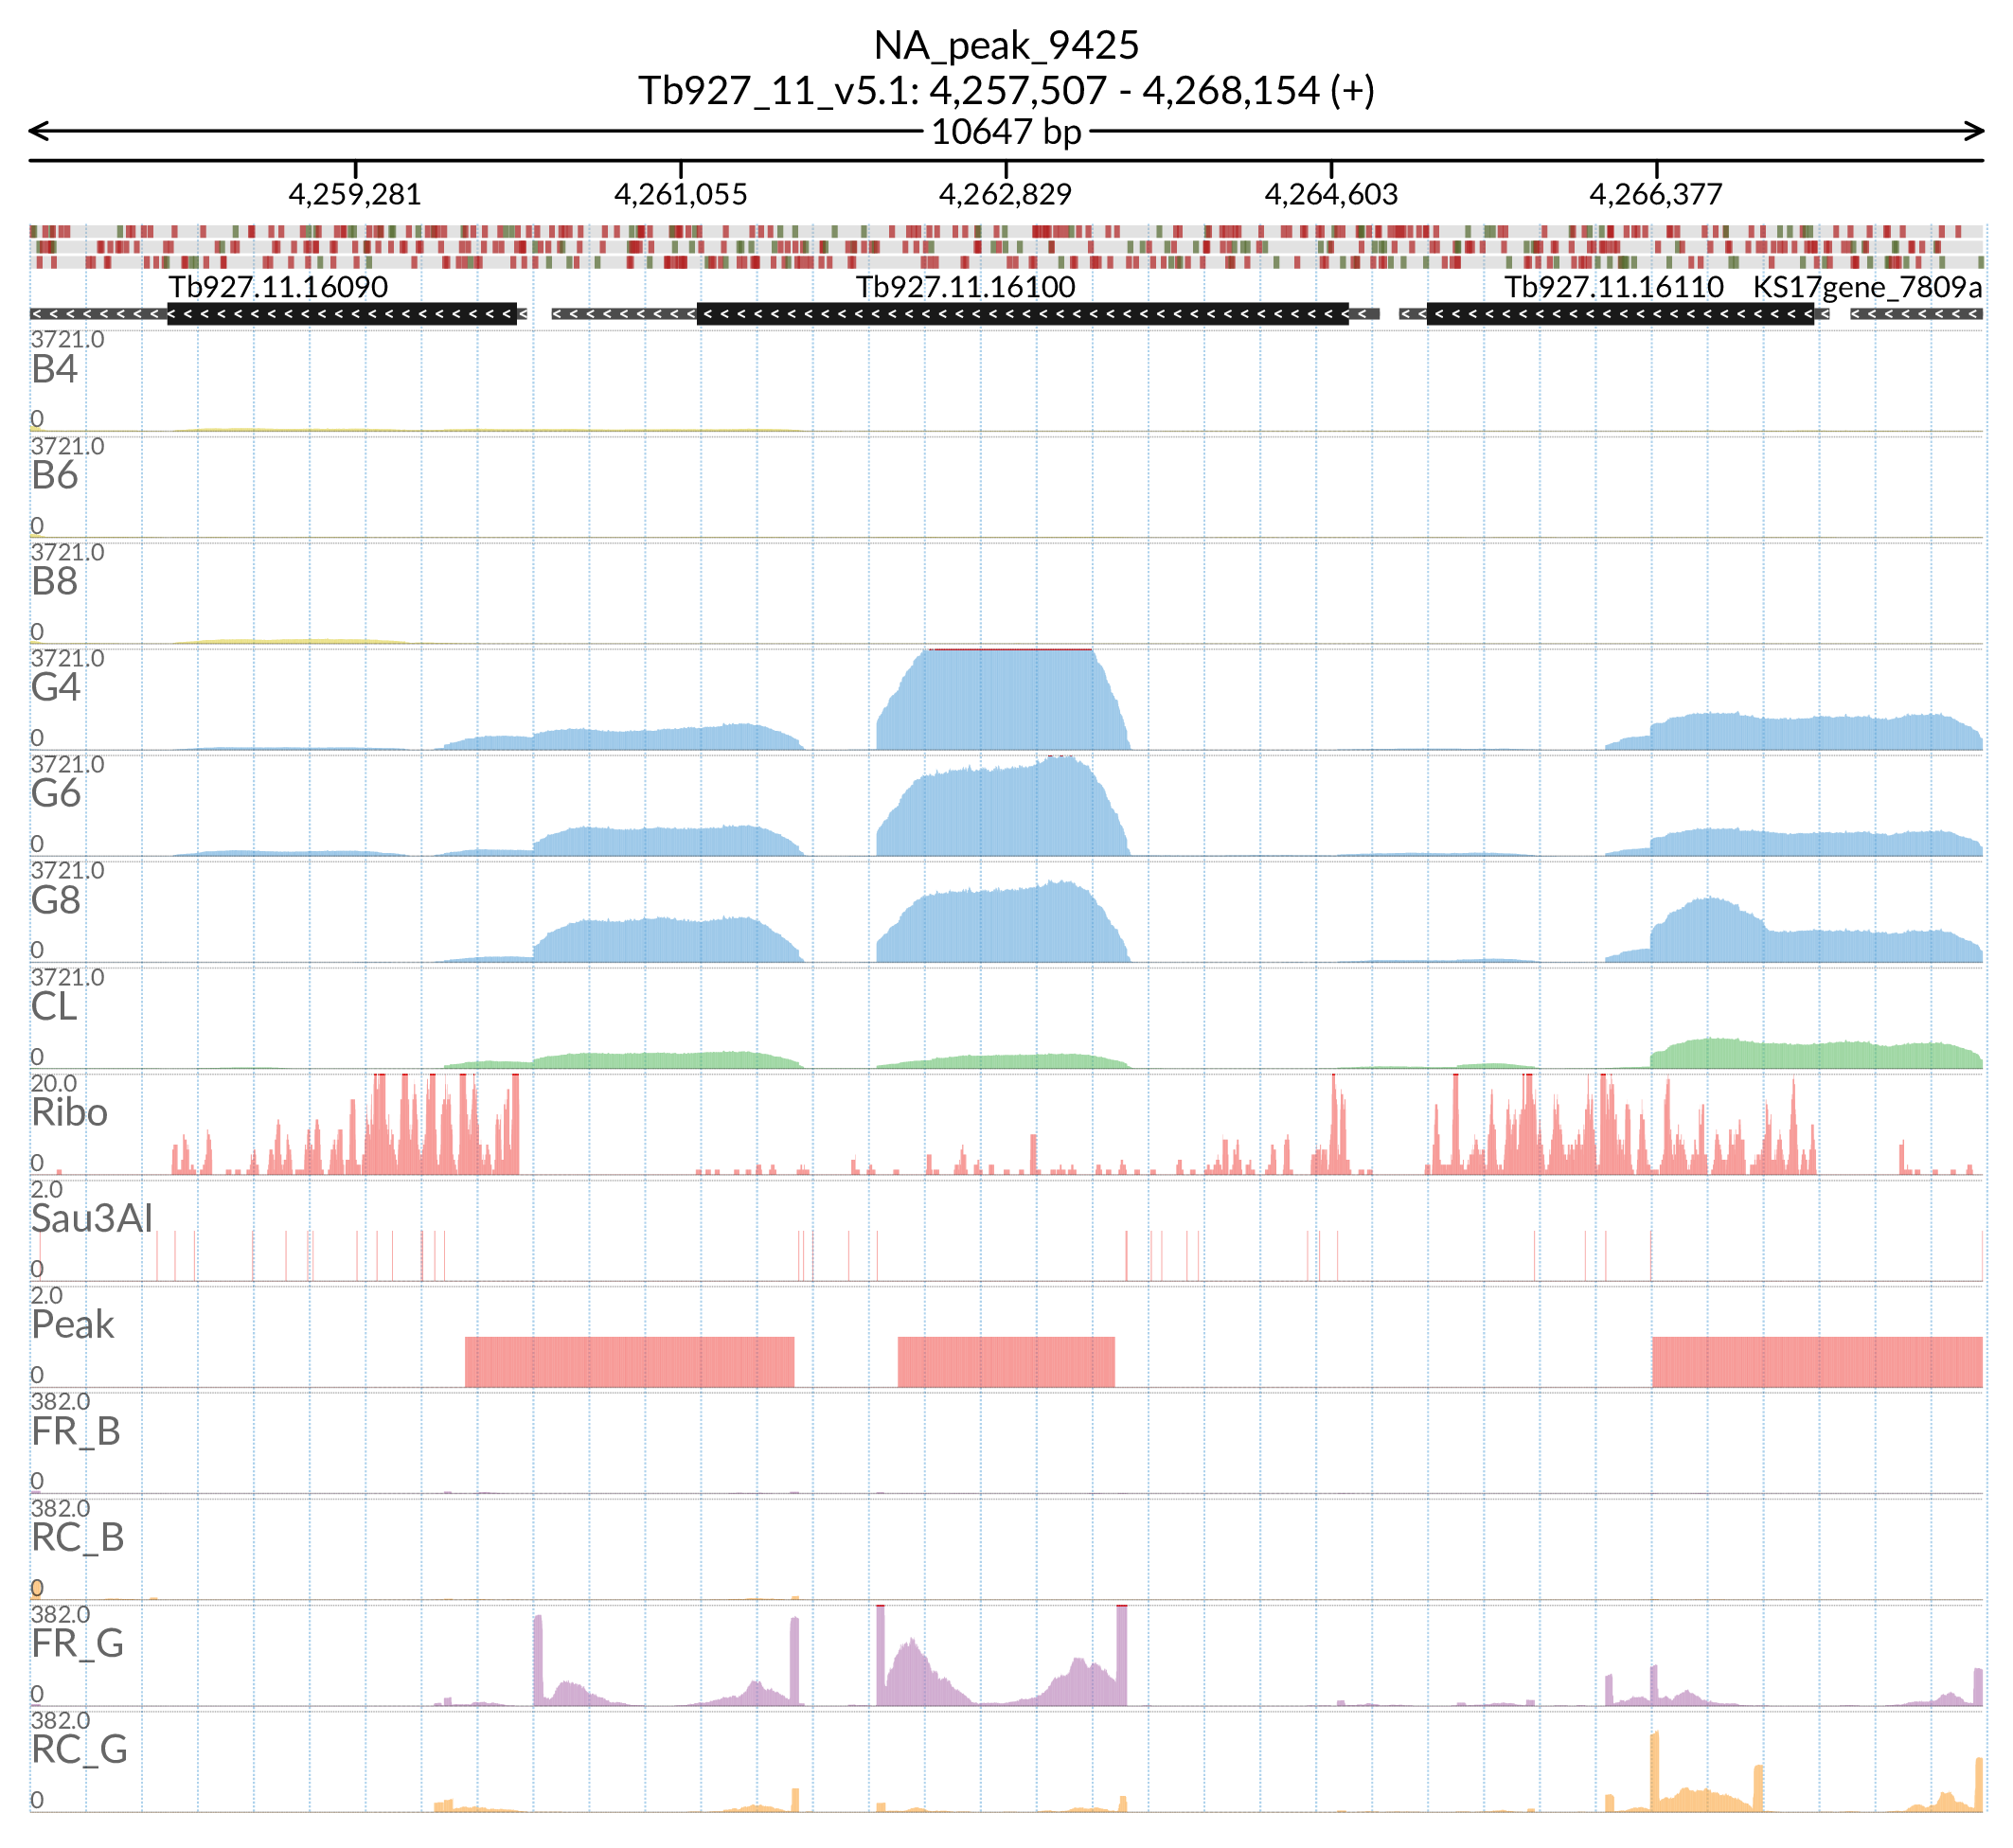 NA_peak_9425
Tb927_11_v5.1: 4,257,507 - 4,268,154 (+)
10647 bp
4,259,281 4,261,055 4,262,829 4,264,603 4,266,377
Tb927.11.16090 Tb927.11.16100 Tb927.11.16110 KS17gene_7809a
3721.0
B4
0
3721.0
B6
0
3721.0
B8
0
3721.0
G4
0
3721.0
G6
0
3721.0
G8
0
3721.0
CL
0
20.0
Ribo
0
2.0
Sau3AI
0
2.0
Peak
0
382.0
FR_B
0
382.0
RC_B
0
382.0
FR_G
0
382.0
RC_G
0